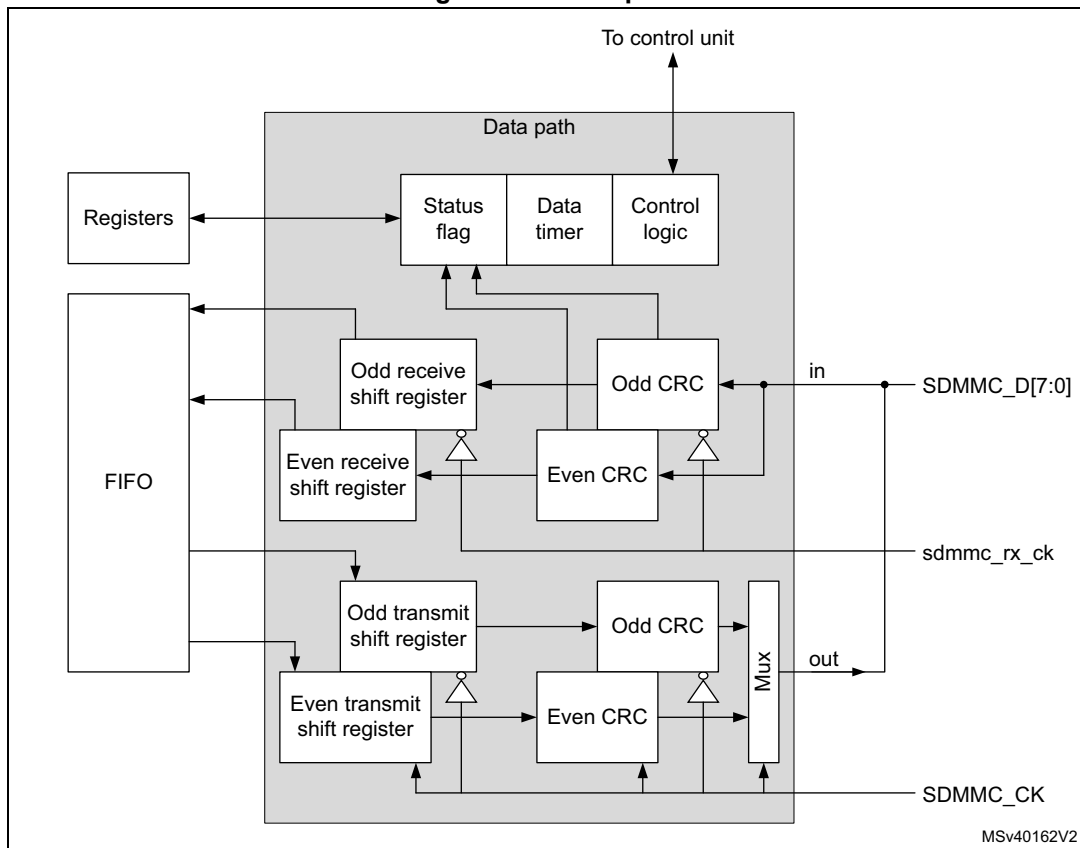 To control unit
Data path
Registers
Status
flag
Data
timer
Control
logic
Odd receive
shift register
Odd CRC
in
SDMMC_D[7:0]
FIFO
Even receive
shift register
Even CRC
sdmmc_rx_ck
Odd transmit
shift register
Odd CRC
Mux
out
Even transmit
shift register
Even CRC
SDMMC_CK
MSv40162V2